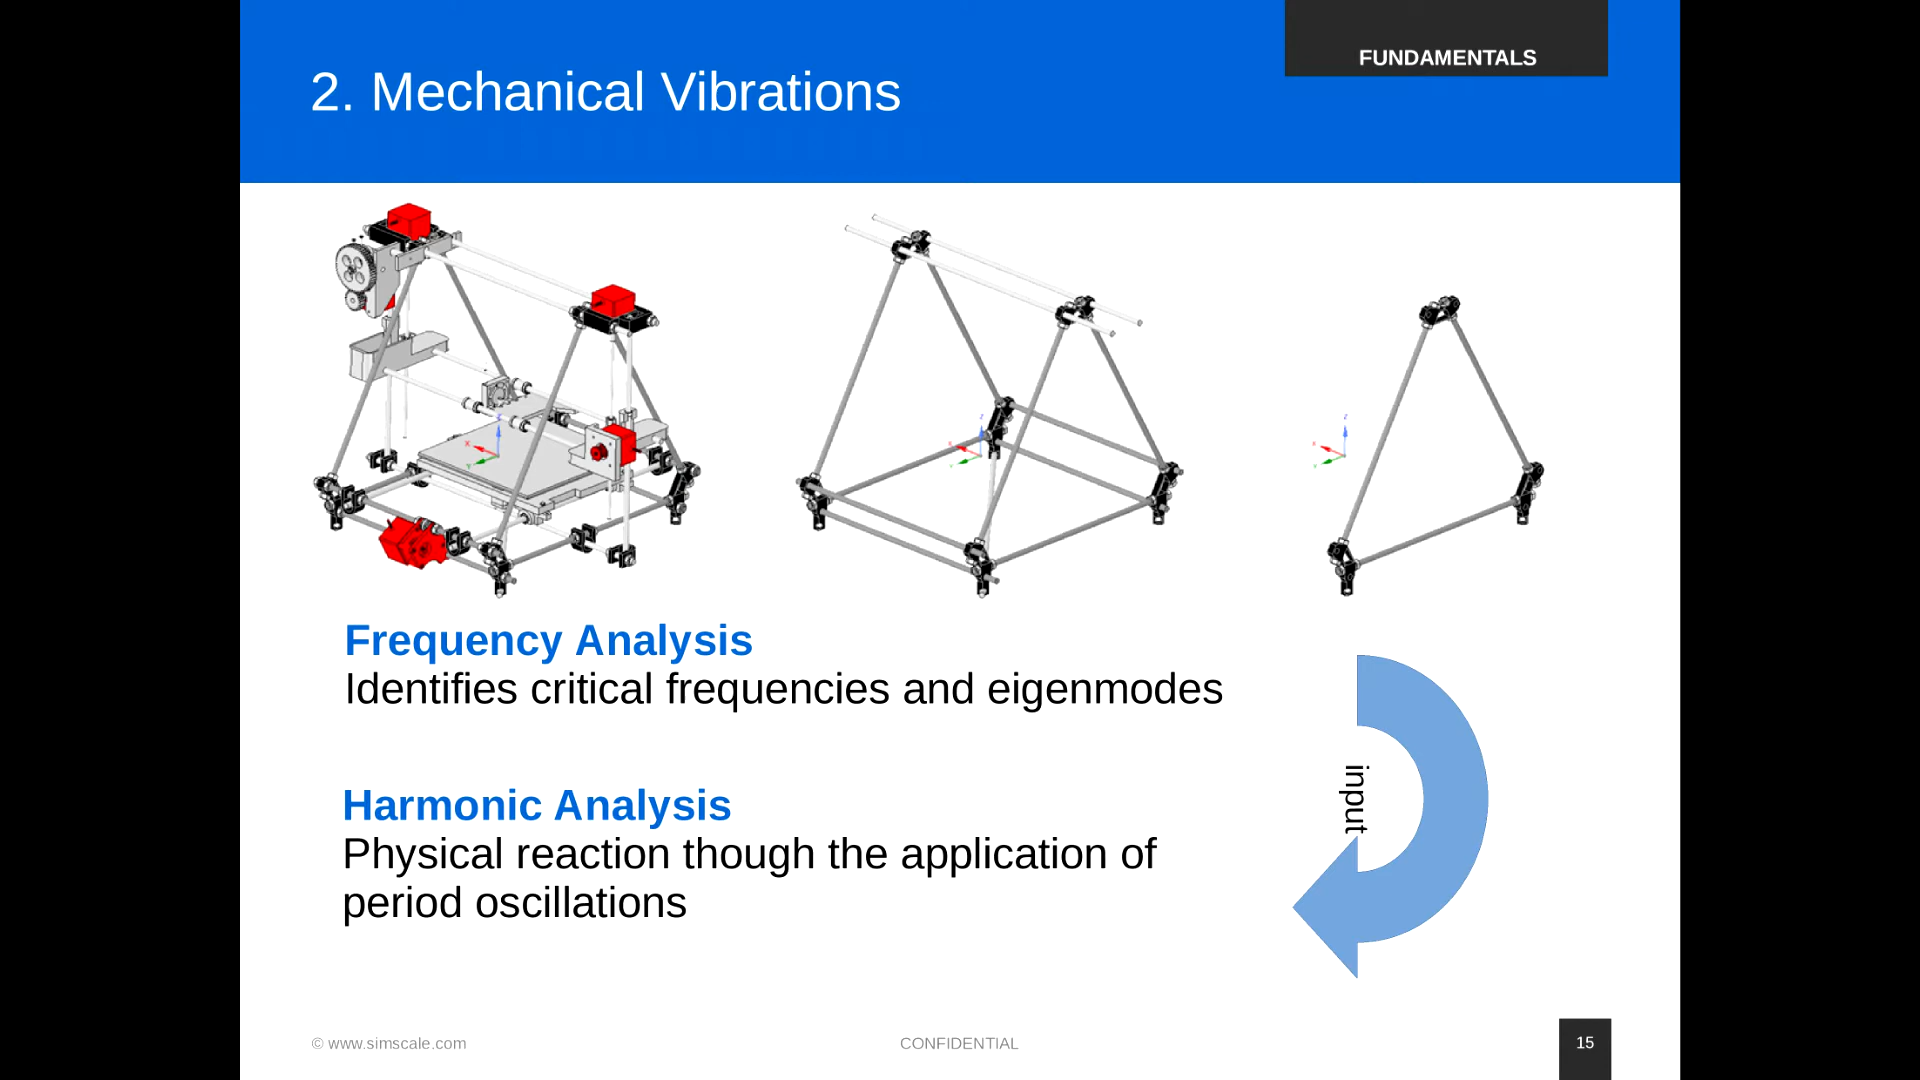 FUNDAMENTALS
2. Mechanical Vibrations
Frequency Analysis
Identifies critical frequencies and eigenmodes
input
Harmonic Analysis
Physical reaction though the application of
period oscillations
© www.simscale.com
CONFIDENTIAL
15